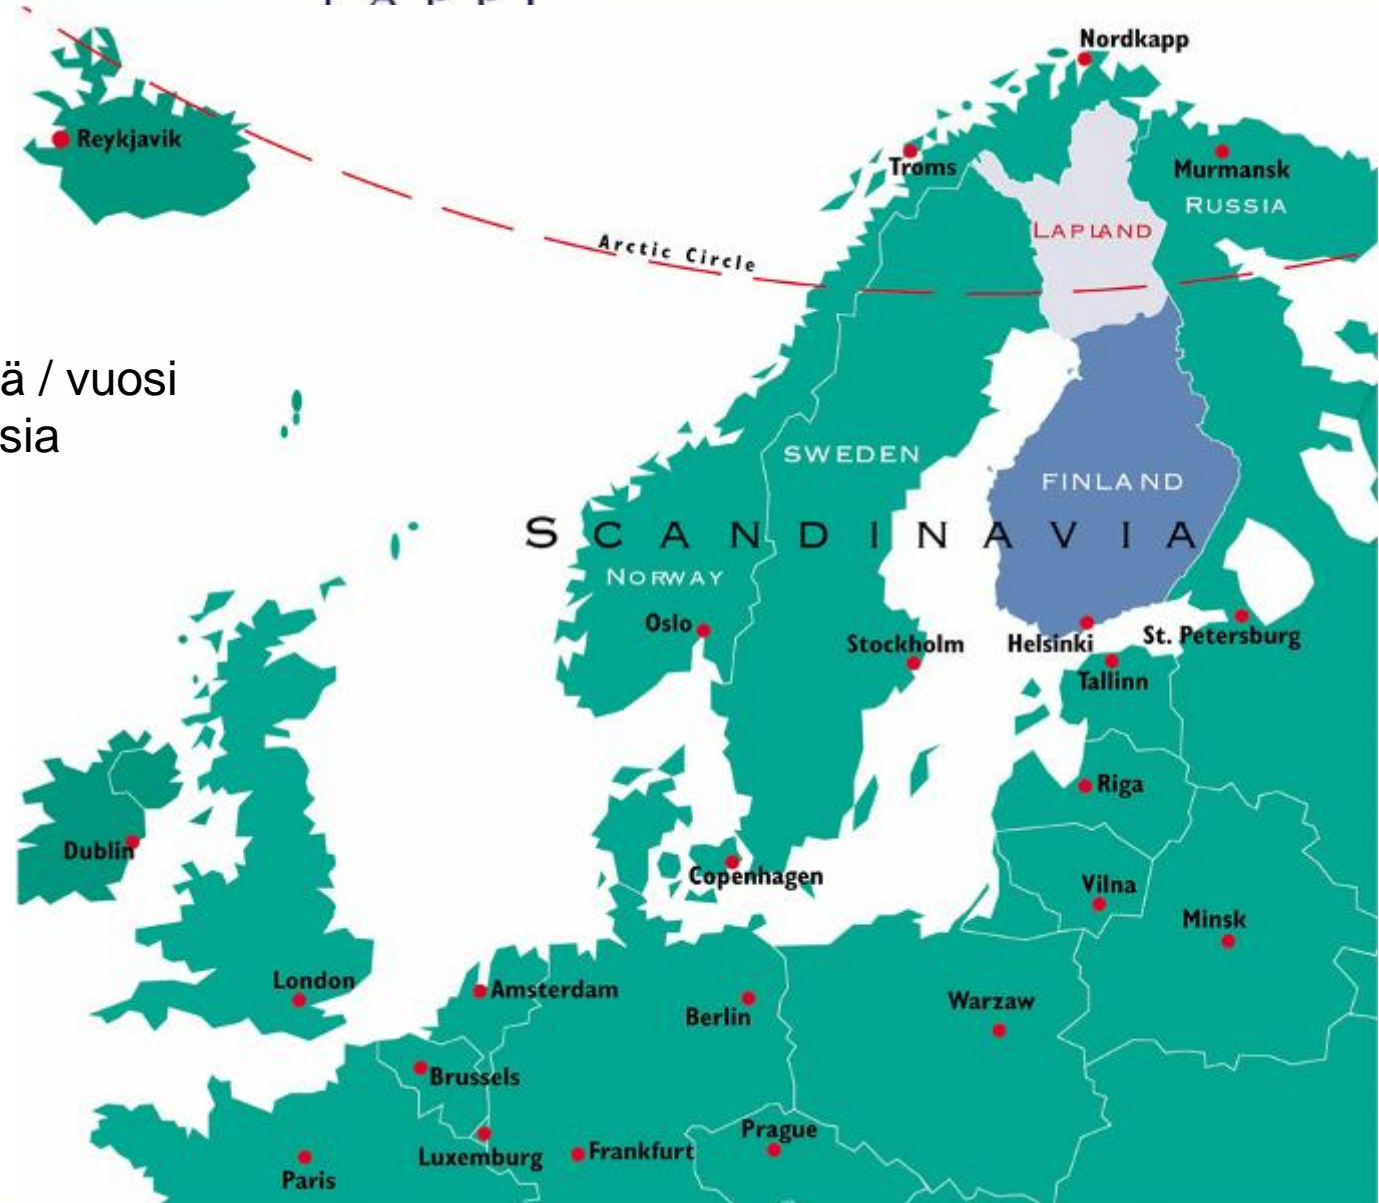 LAPPI
Nordkapp
Reykjavik
Troms
Murmansk
RUSSIA
LAPLAND
Arctic Circle
ä / vuosi
sia
SWEDEN
FINLAND
SCANDINAVIA
NORWAY
Oslo
Stockholm
Helsinki
St. Petersburg
Tallinn
Riga
Dublin
Copenhagen
Vilna
Minsk
London
Amsterdam
Berlin
Warzaw
Brussels
Luxemburg
Frankfurt
Prague
Paris